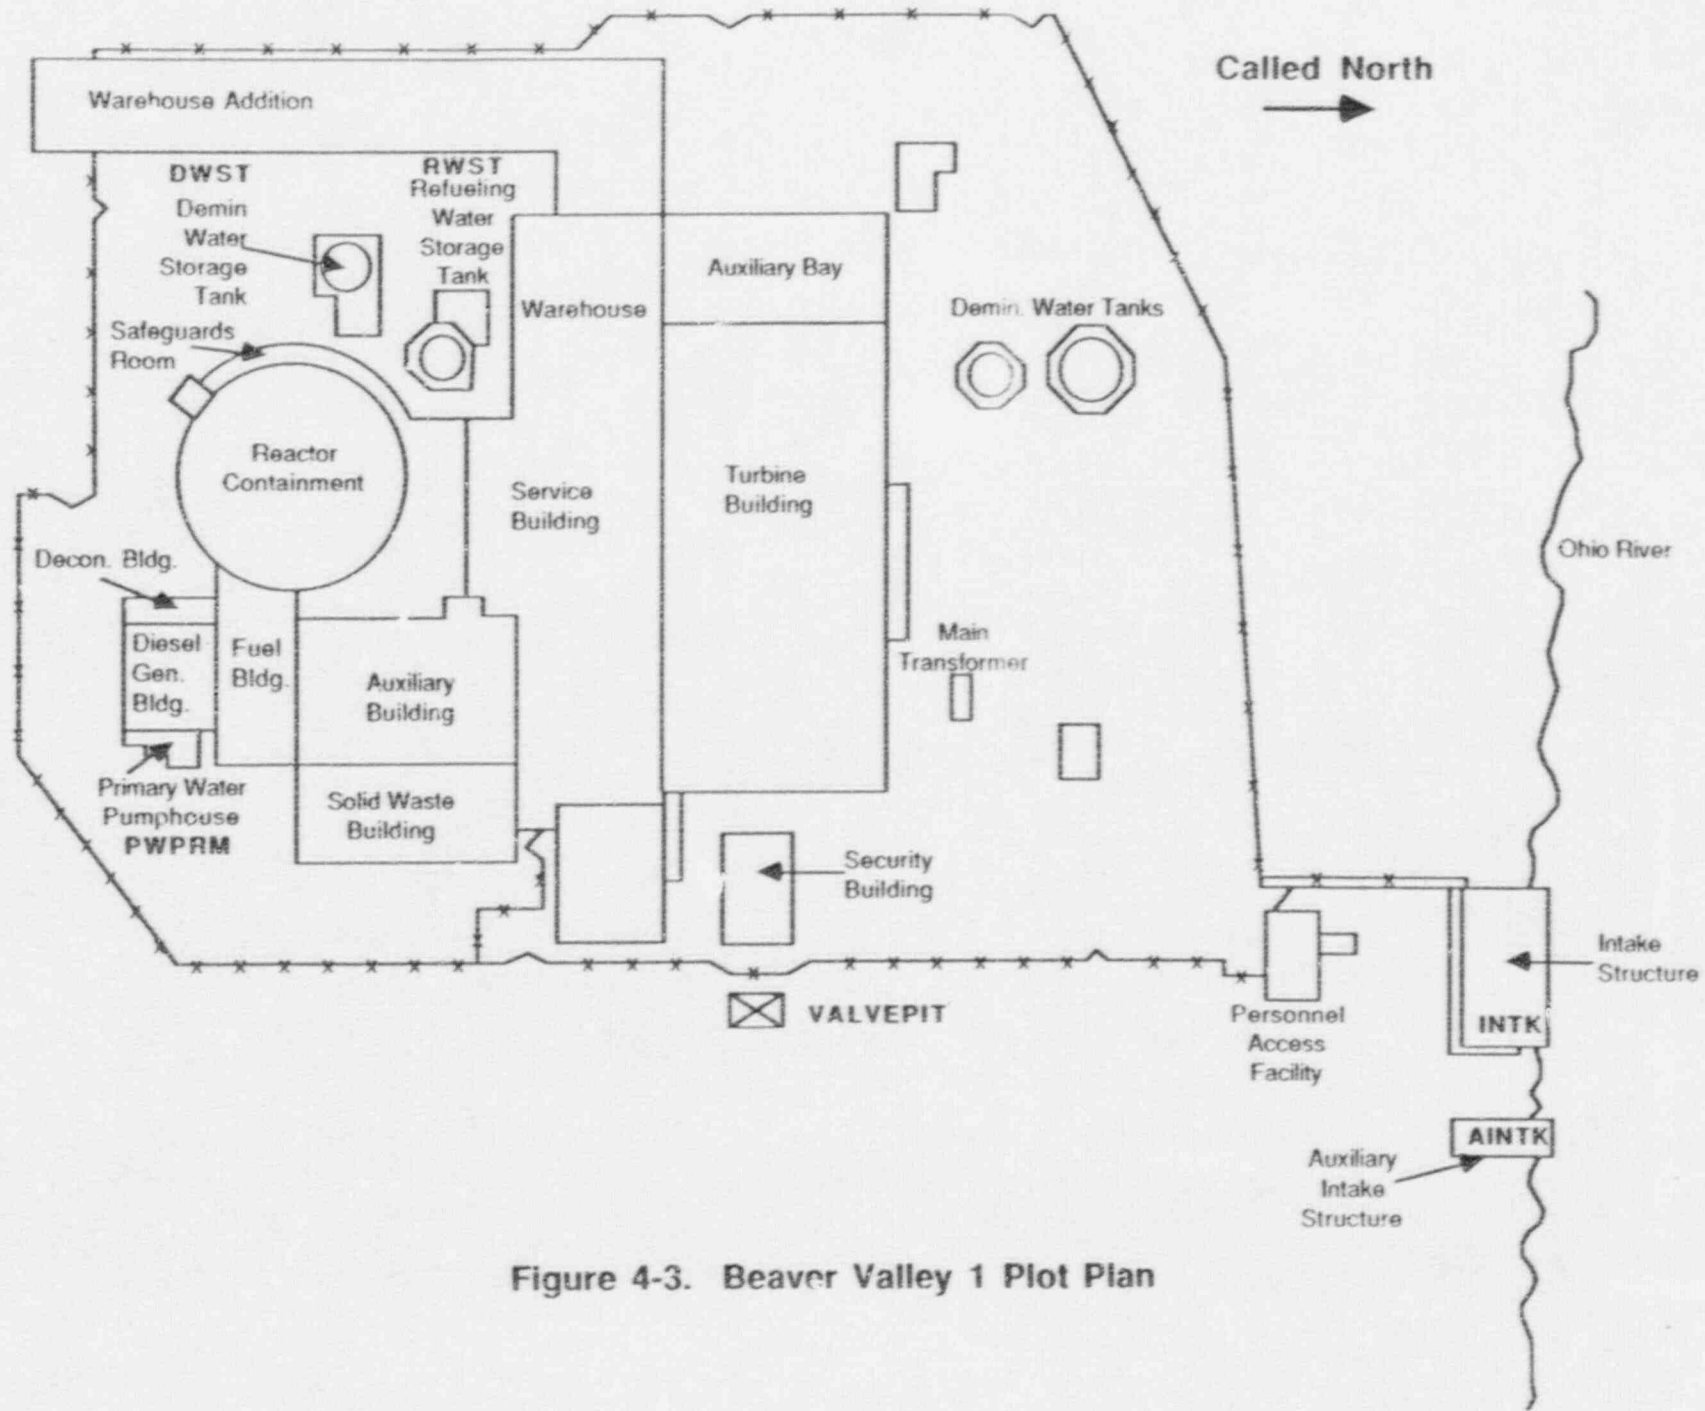 Called North
Warehouse Addition
DWST
Demin
Water
Storage
Tank
RWST
Refueling
Water
Storage
Tank
Safeguards
Room
Warehouse
Auxiliary Bay
Demin. Water Tanks
Reactor
Containment
Service
Building
Turbine
Building
Ohio River
Decon. Bldg.
Diesel
Gen.
Bldg.
Fuel
Bldg.
Auxiliary
Building
Main
Transformer
Primary Water
Pumphouse
PWPRM
Solid Waste
Building
Security
Building
VALVEPIT
Personnel
Access
Facility
Intake
Structure
INTK
AINTK
Auxiliary
Intake
Structure
Figure 4-3. Beaver Valley 1 Plot Plan